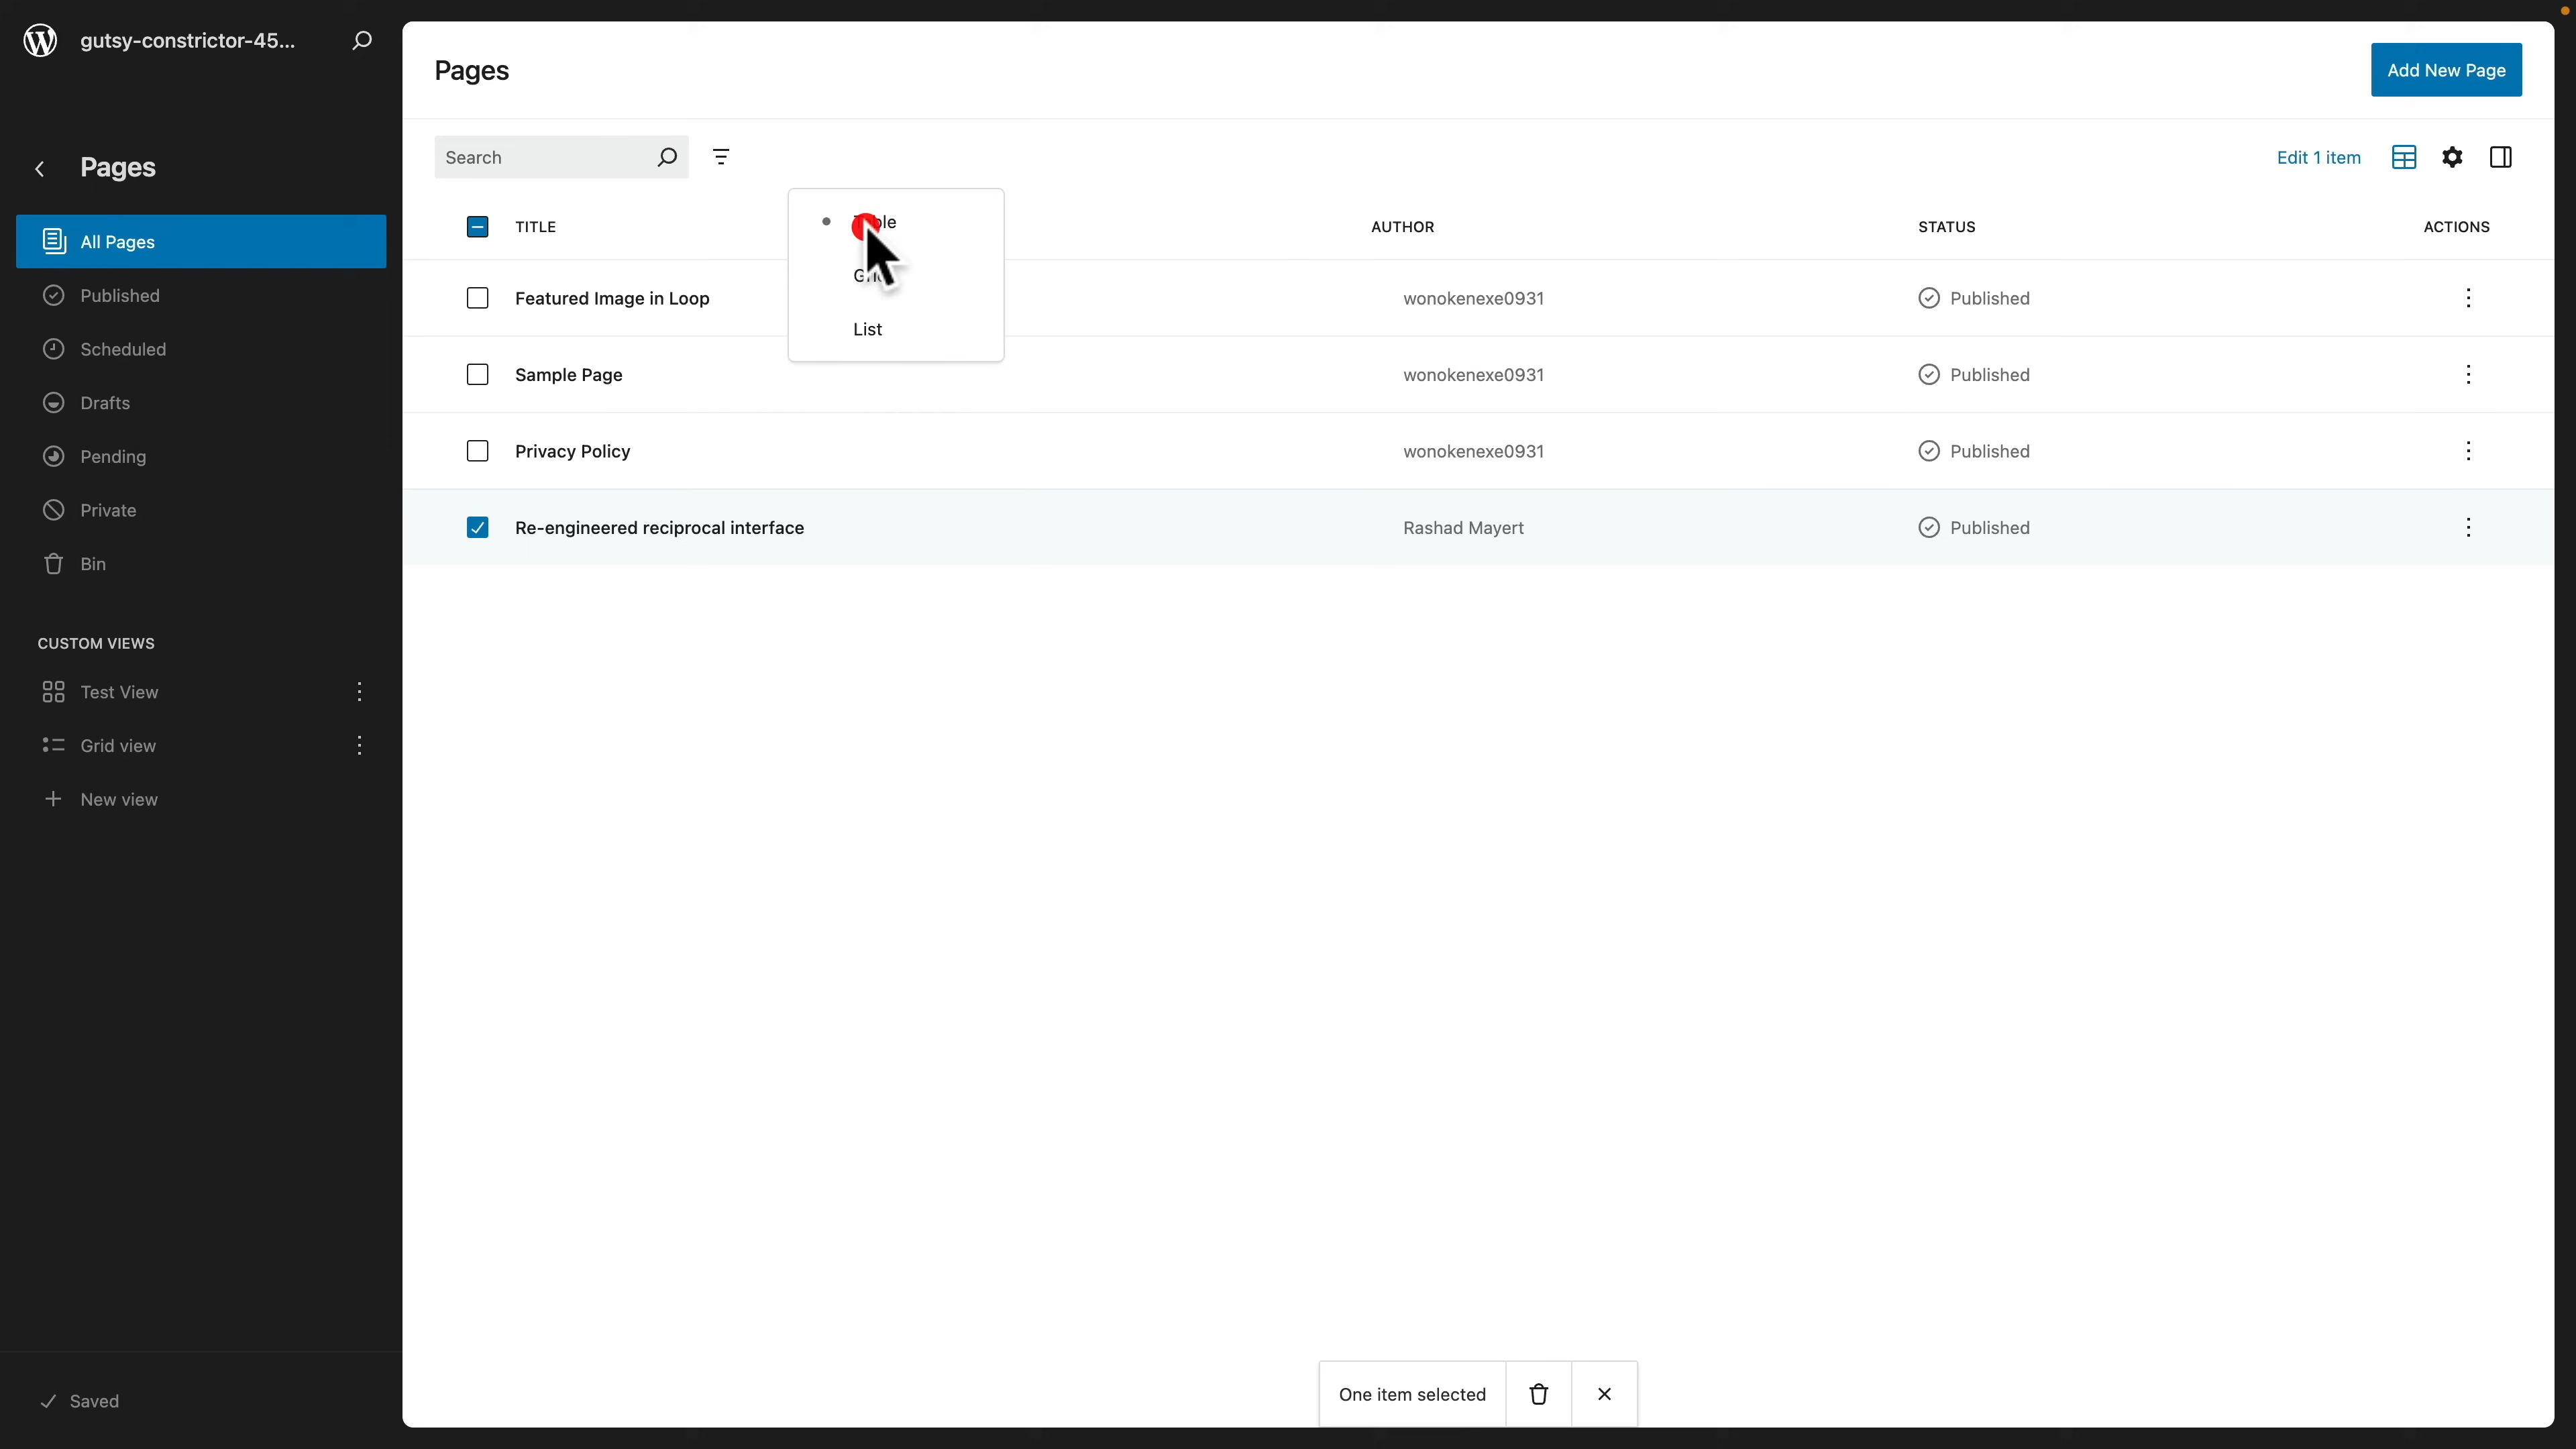 gutsy-constrictor-45...
Pages
All Pages
Published
Scheduled
Drafts
Pending
Private
Bin
CUSTOM VIEWS
Test View
Grid view
New view
Saved
Pages
Add New Page
Search
Edit 1 item
TITLE AUTHOR STATUS ACTIONS
List
Featured Image in Loop wonokenexe0931 Published
Sample Page wonokenexe0931 Published
Privacy Policy wonokenexe0931 Published
Re-engineered reciprocal interface Rashad Mayert Published
One item selected